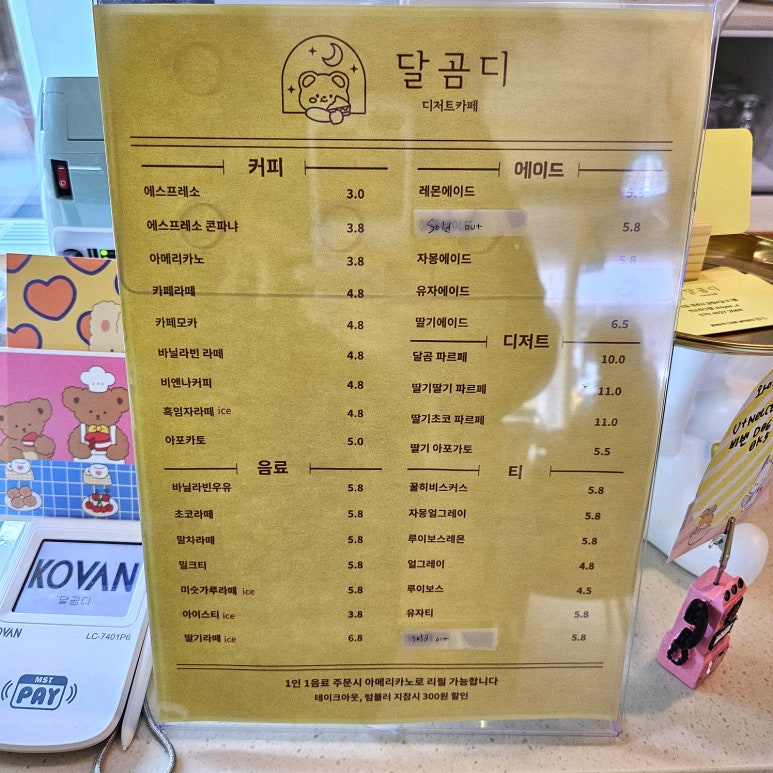 달곰디
디저트카페
커피
에스프레소 3.0
에스프레소 콘파냐 3.8
아메리카노 3.8
카페라떼 4.8
카페모카 4.8
바닐라빈 라떼 4.8
비엔나커피 4.8
흑임자라떼 ice 4.8
아포카토 5.0
음료
바닐라빈우유 5.8
초코라떼 5.8
말차라떼 5.8
밀크티 5.8
미숫가루라떼 ice 5.8
아이스티 ice 3.8
딸기라떼 ice 6.8
에이드
레몬에이드
Sold out 5.8
자몽에이드 5.8
유자에이드
딸기에이드 6.5
디저트
달곰 파르페 10.0
딸기딸기 파르페 11.0
딸기초코 파르페 11.0
딸기 아포가토 5.5
티
꿀히비스커스 5.8
자몽얼그레이 5.8
루이보스레몬 5.8
얼그레이 4.8
루이보스 4.5
유자티 5.8
Sold out 5.8
1인 1음료 주문시 아메리카노로 리필 가능합니다
테이크아웃, 텀블러 지참시 300원 할인
KOVAN
달곰디
KOVAN
LC-7401P6
MST
PAY
달곰디